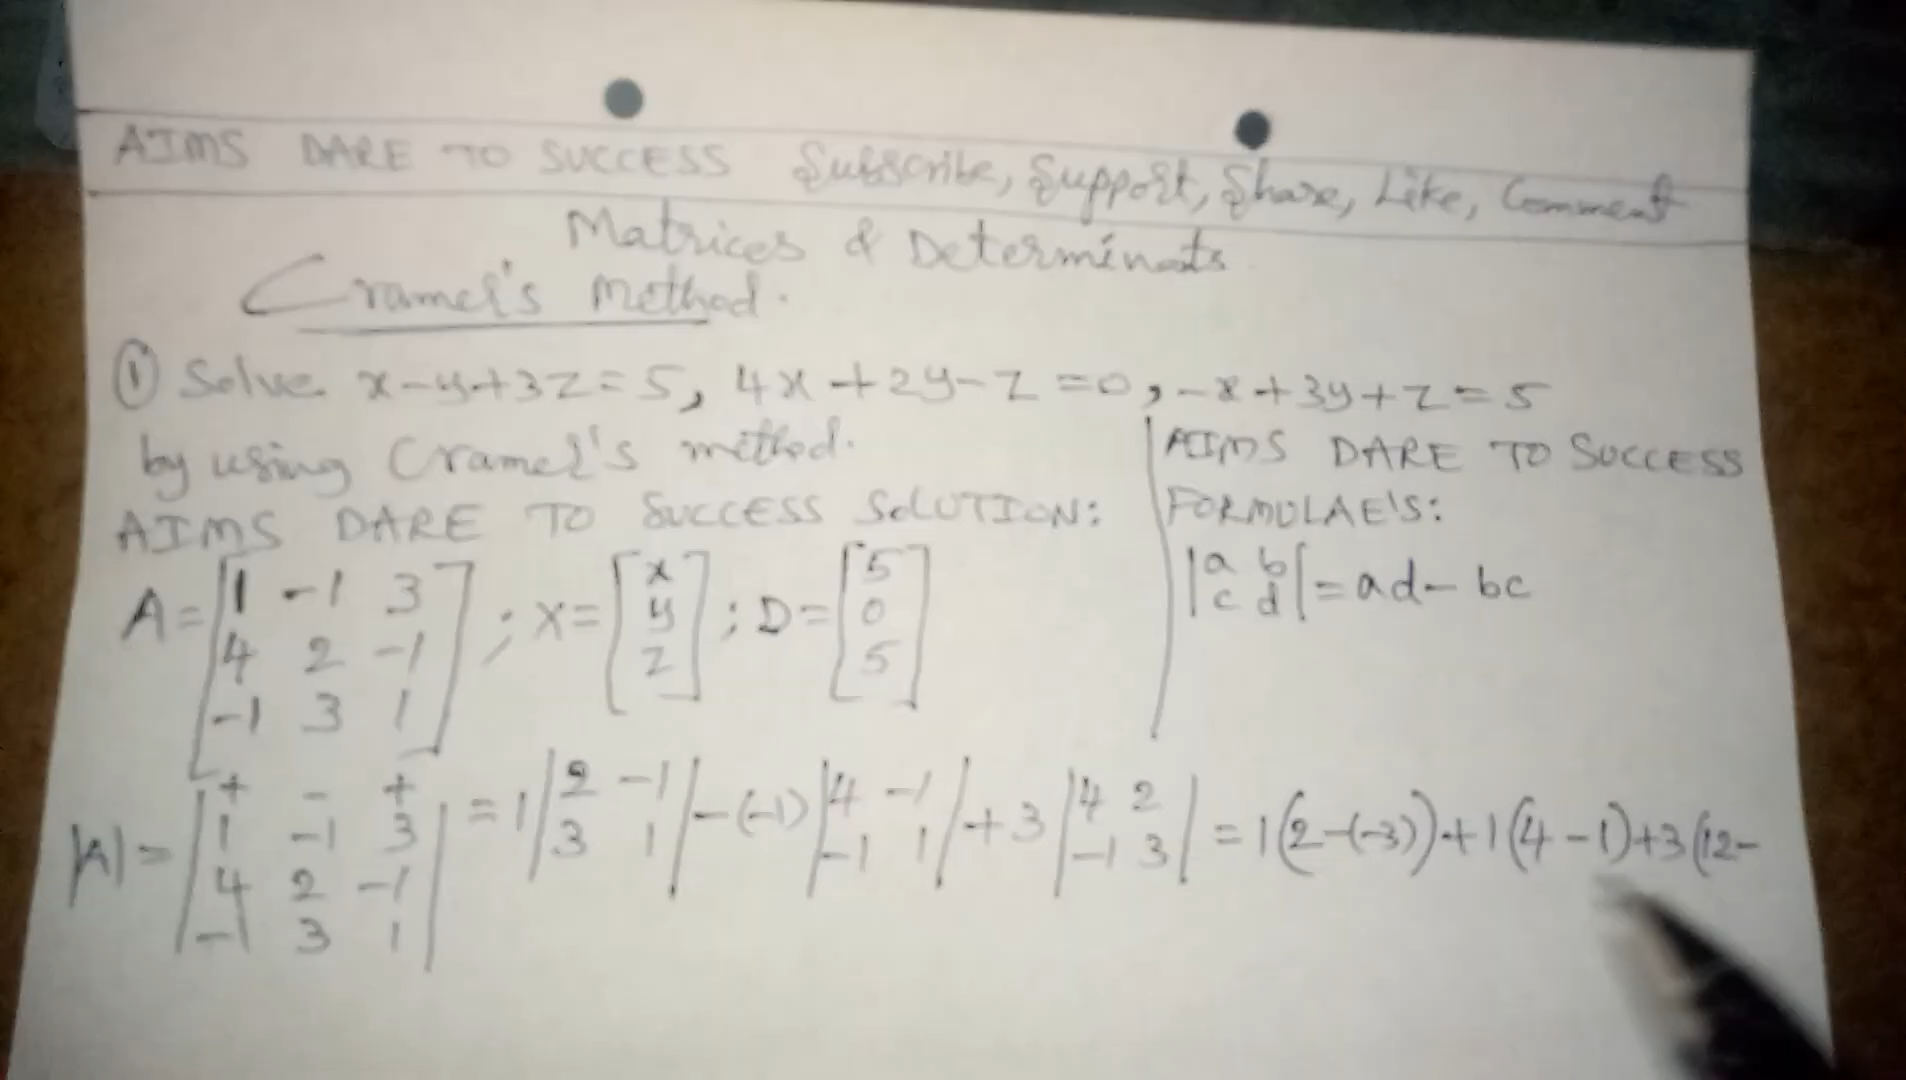 AIMS DARE TO SUCCESS Subscribe, Support, Share, Like, Comment
Matrices & Determinants
Cramer's Method.
① Solve x-y+3z=5, 4x+2y-z=0, -x+3y+z=5
by using Cramer's method.
AIMS DARE TO SUCCESS SOLUTION:
A = [1 -1 3
4 2 -1
-1 3 1] ; X = [x
y
z] ; D = [5
0
5]
AIMS DARE TO SUCCESS
FORMULAE'S:
|a b
c d| = ad - bc
+ - +
|A| = |1 -1 3
4 2 -1
-1 3 1| = 1 |2 -1
3 1| -(-1) |4 -1
-1 1| + 3 |4 2
-1 3| = 1(2-(-3))+1(4-1)+3(12-